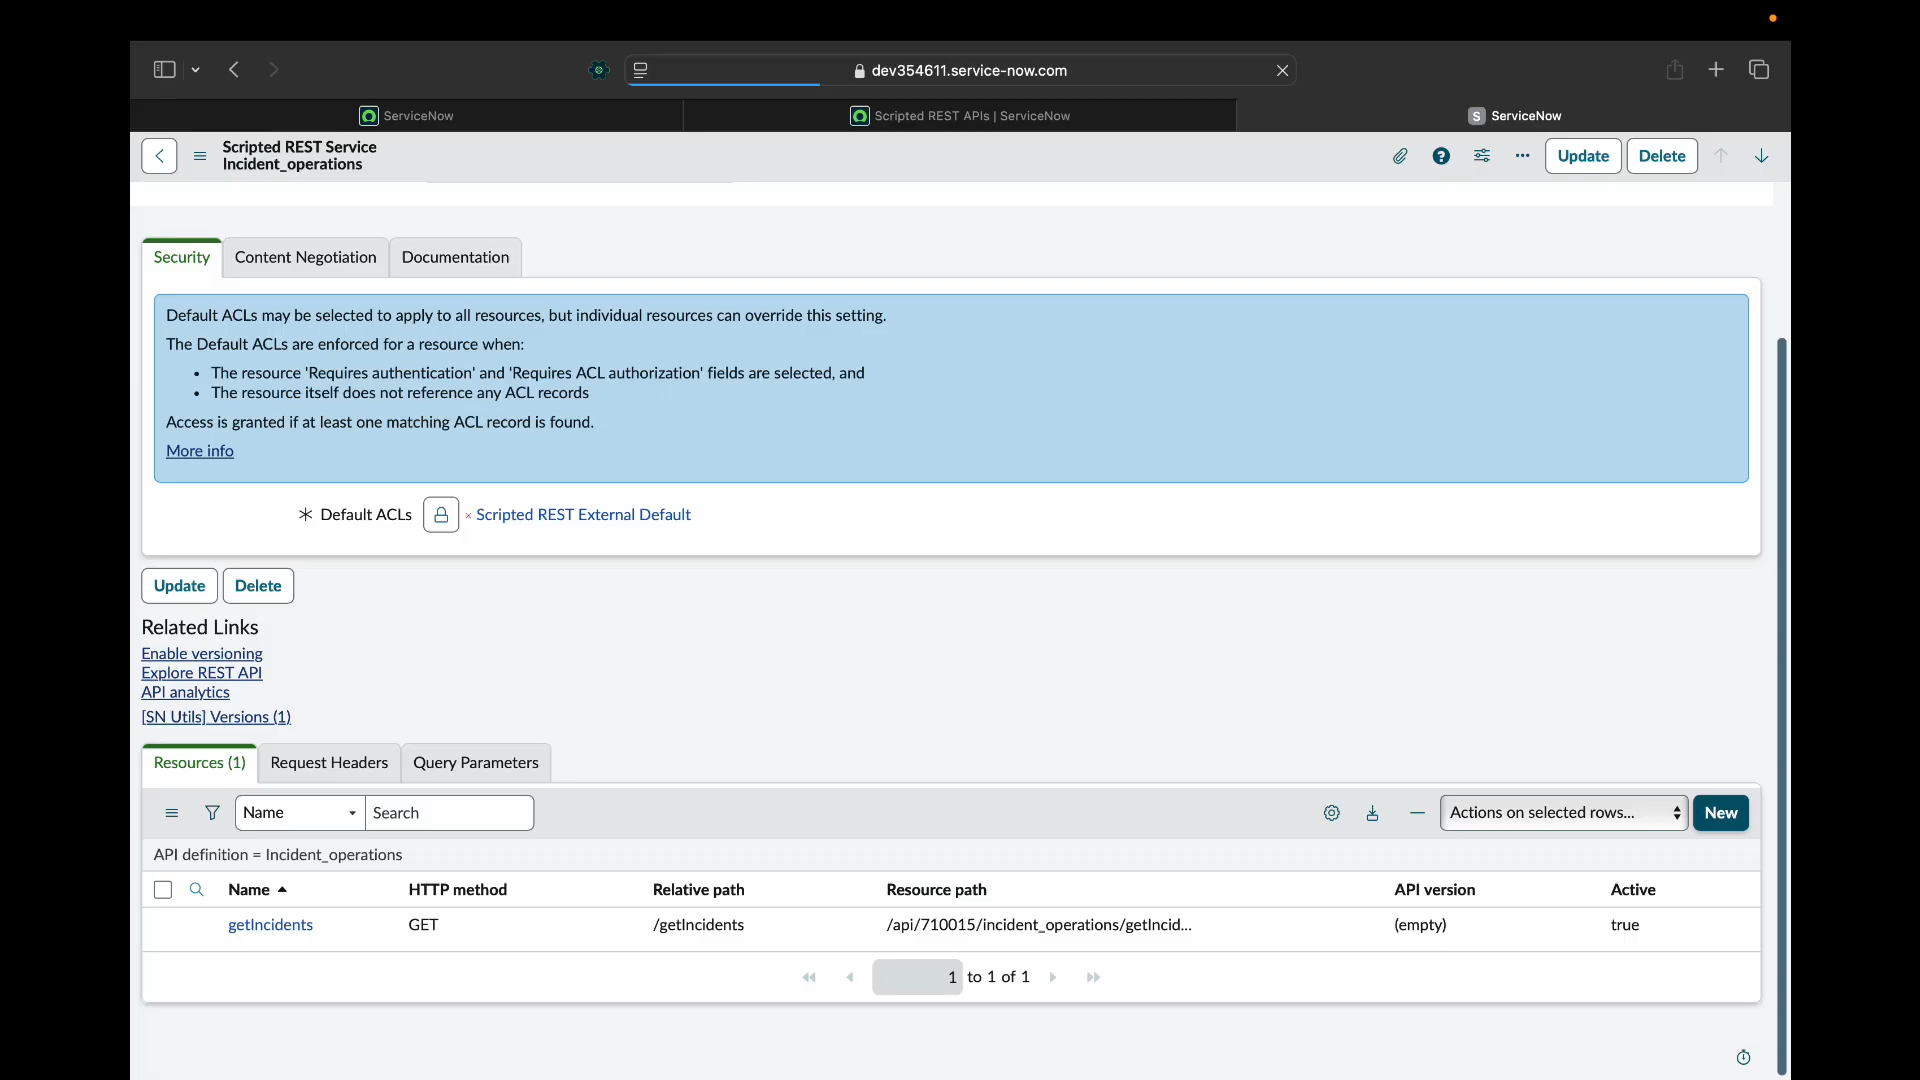 dev354611.service-now.com
ServiceNow
Scripted REST APIs | ServiceNow
S ServiceNow
Scripted REST Service
Incident_operations
Update
Delete
Security
Content Negotiation
Documentation
Default ACLs may be selected to apply to all resources, but individual resources can override this setting.
The Default ACLs are enforced for a resource when:
• The resource 'Requires authentication' and 'Requires ACL authorization' fields are selected, and
• The resource itself does not reference any ACL records
Access is granted if at least one matching ACL record is found.
More info
Default ACLs
Scripted REST External Default
Update
Delete
Related Links
Enable versioning
Explore REST API
API analytics
[SN Utils] Versions (1)
Resources (1)
Request Headers
Query Parameters
Name
Search
Actions on selected rows...
New
API definition = Incident_operations
Name HTTP method Relative path Resource path API version Active
getIncidents GET /getIncidents /api/710015/incident_operations/getIncid... (empty) true
1 to 1 of 1